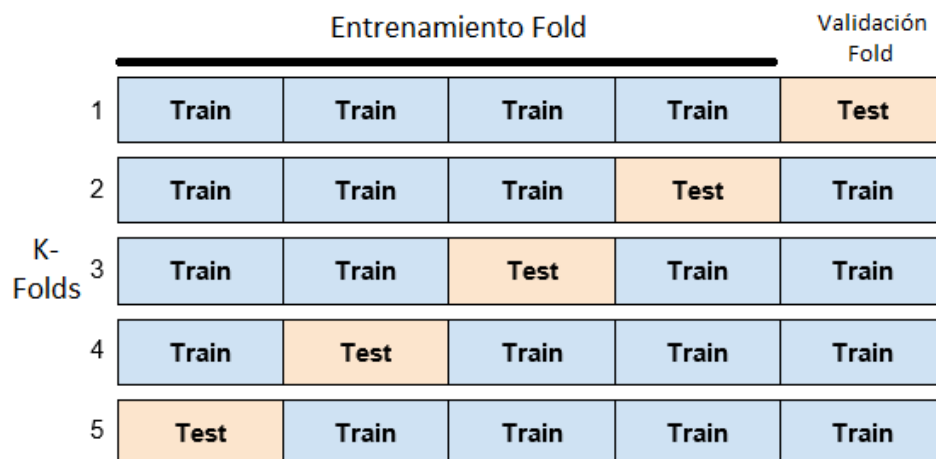 Entrenamiento Fold
Validación
Fold
1 Train Train Train Train Test
2 Train Train Train Test Train
K-
Folds
3 Train Train Test Train Train
4 Train Test Train Train Train
5 Test Train Train Train Train